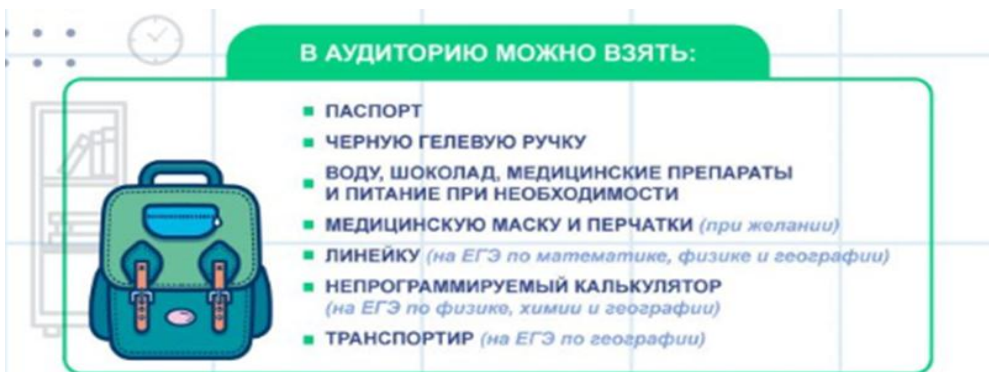 В АУДИТОРИЮ МОЖНО ВЗЯТЬ:
ПАСПОРТ
ЧЕРНУЮ ГЕЛЕВУЮ РУЧКУ
ВОДУ, ШОКОЛАД, МЕДИЦИНСКИЕ ПРЕПАРАТЫ
И ПИТАНИЕ ПРИ НЕОБХОДИМОСТИ
МЕДИЦИНСКУЮ МАСКУ И ПЕРЧАТКИ (при желании)
ЛИНЕЙКУ (на ЕГЭ по математике, физике и географии)
НЕПРОГРАММИРУЕМЫЙ КАЛЬКУЛЯТОР
(на ЕГЭ по физике, химии и географии)
ТРАНСПОРТИР (на ЕГЭ по географии)